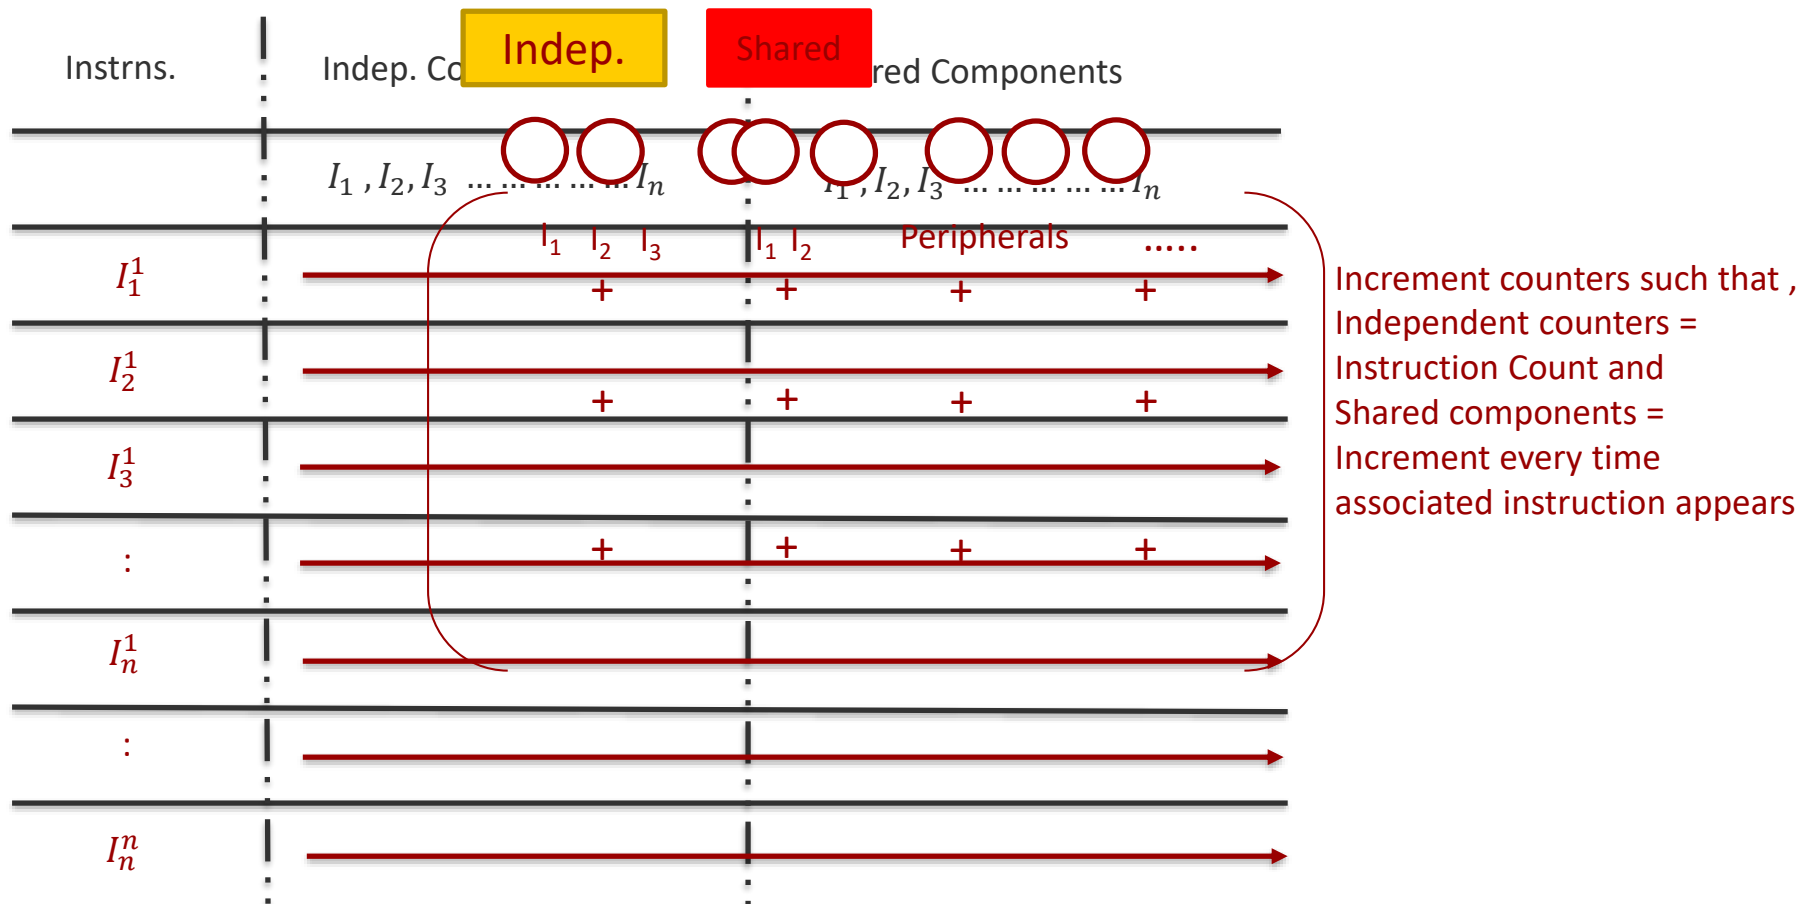 Instrns.
Indep. Co
Indep.
Shared
red Components
I₁ , I₂, I₃ … … … … … Iₙ
I₁ , I₂, I₃ … … … … … Iₙ
I₁ I₂ I₃
I₁ I₂
Peripherals
.....
I₁¹
+ + + +
I₂¹
+ + + +
I₃¹
:
+ + + +
Iₙ¹
:
Iₙⁿ
Increment counters such that ,
Independent counters =
Instruction Count and
Shared components =
Increment every time
associated instruction appears